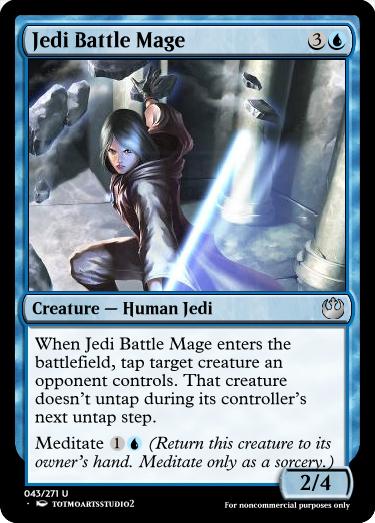 Jedi Battle Mage 3
Creature — Human Jedi
When Jedi Battle Mage enters the
battlefield, tap target creature an
opponent controls. That creature
doesn't untap during its controller's
next untap step.
Meditate 1 (Return this creature to its
owner's hand. Meditate only as a sorcery.)
2/4
043/271 U
· TOTMOARTSSTUDIO2
For noncommercial purposes only